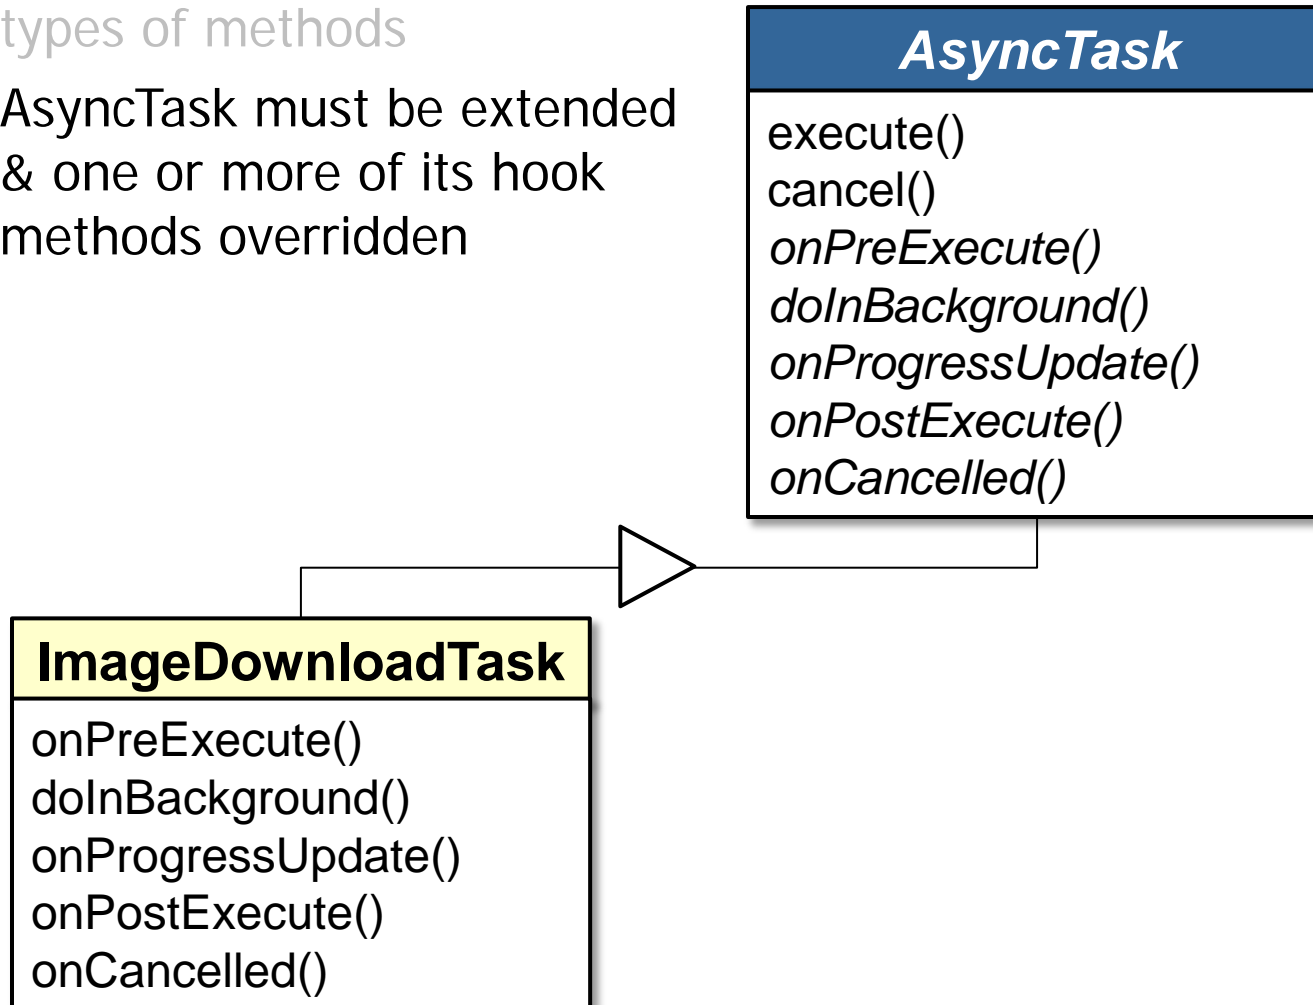 types of methods
AsyncTask must be extended
& one or more of its hook
methods overridden
AsyncTask
execute()
cancel()
onPreExecute()
doInBackground()
onProgressUpdate()
onPostExecute()
onCancelled()
ImageDownloadTask
onPreExecute()
doInBackground()
onProgressUpdate()
onPostExecute()
onCancelled()